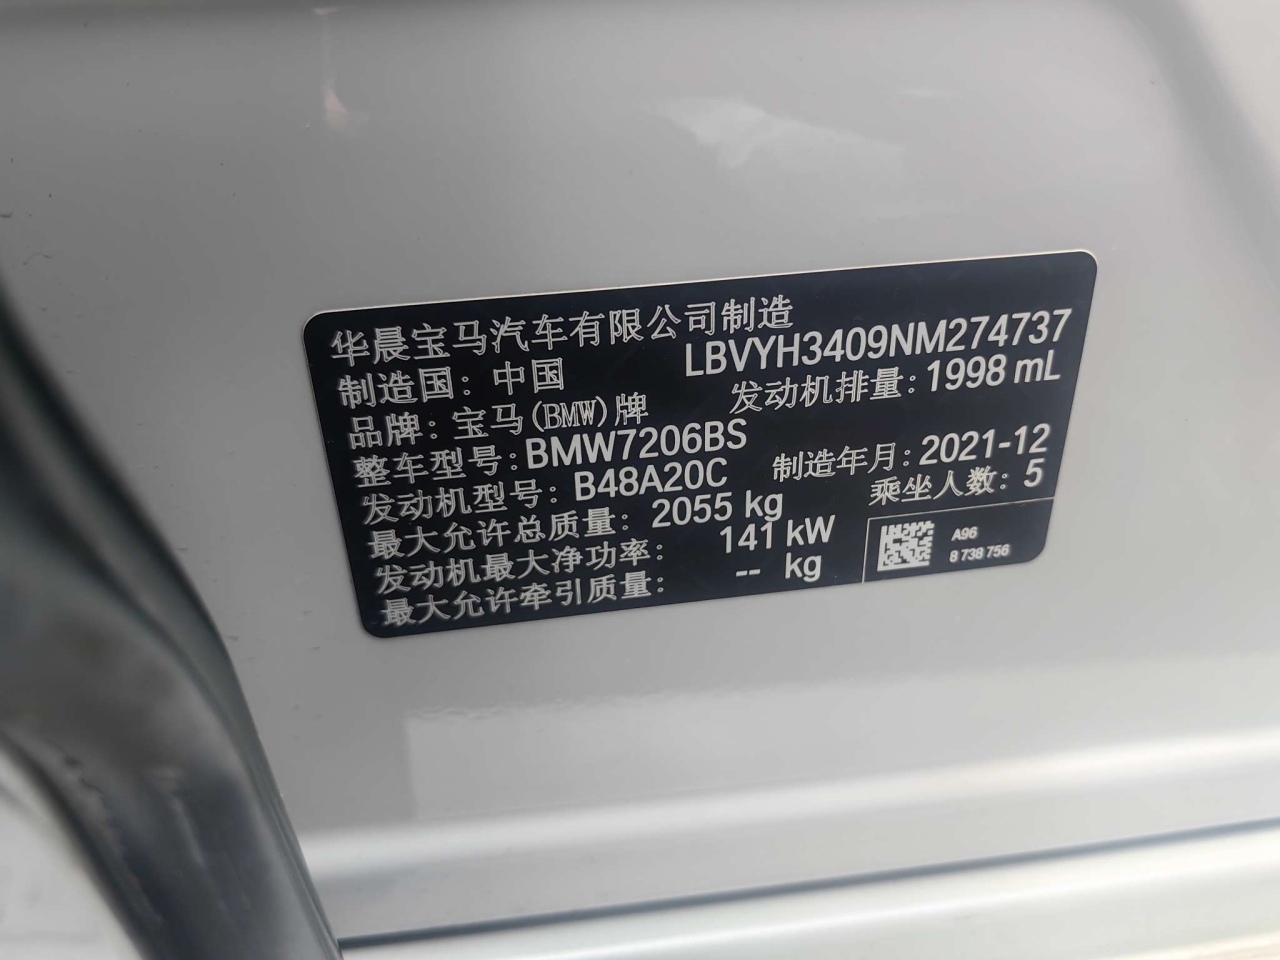 华晨宝马汽车有限公司制造
LBVYH3409NM274737
制造国：中国
发动机排量：1998 mL
品牌：宝马(BMW)牌
整车型号：BMW7206BS
制造年月：2021-12
发动机型号：B48A20C
乘坐人数：5
最大允许总质量：2055 kg
发动机最大净功率：141 kW
最大允许牵引质量：-- kg
A96
8 738 756